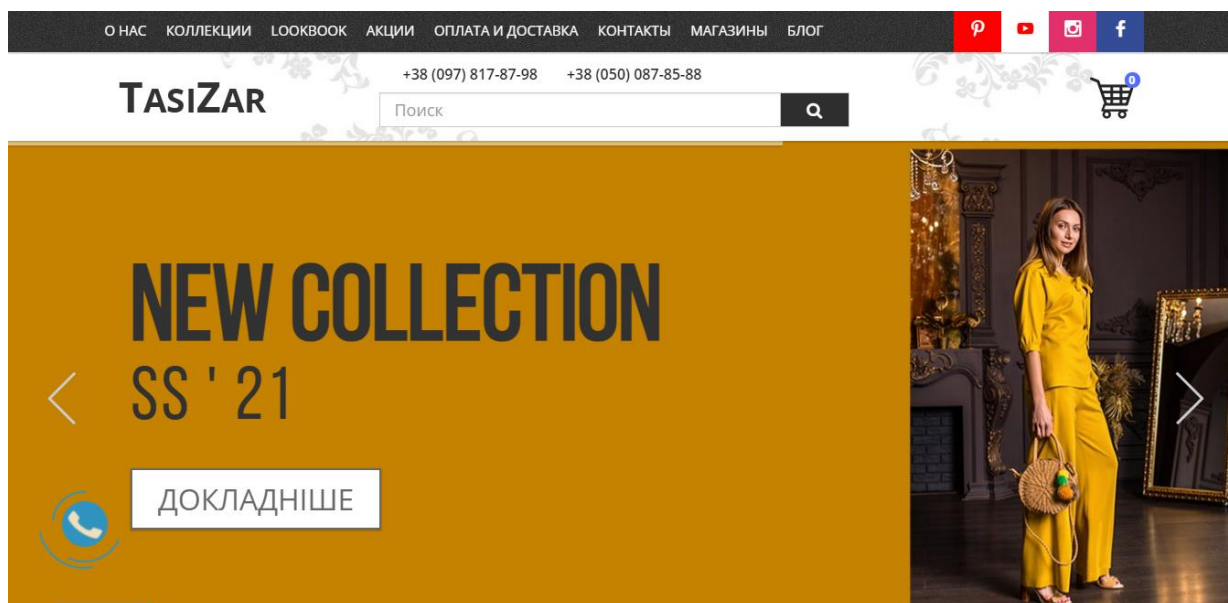 О НАС КОЛЛЕКЦИИ LOOKBOOK АКЦИИ ОПЛАТА И ДОСТАВКА КОНТАКТЫ МАГАЗИНЫ БЛОГ
+38 (097) 817-87-98 +38 (050) 087-85-88
TASIZAR
Поиск
0
NEW COLLECTION
SS ' 21
ДОКЛАДНІШЕ